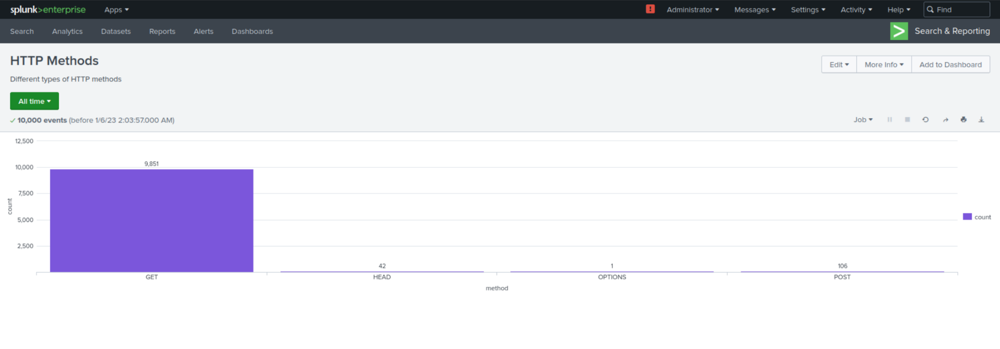 splunk>enterprise Apps Administrator Messages Settings Activity Help Find
Search Analytics Datasets Reports Alerts Dashboards Search & Reporting
HTTP Methods
Edit More Info Add to Dashboard
Different types of HTTP methods
All time
10,000 events (before 1/6/23 2:03:57.000 AM)
Job
12,500
9,851
10,000
7,500
count
5,000
count
2,500
42 1 106
GET HEAD OPTIONS POST
method